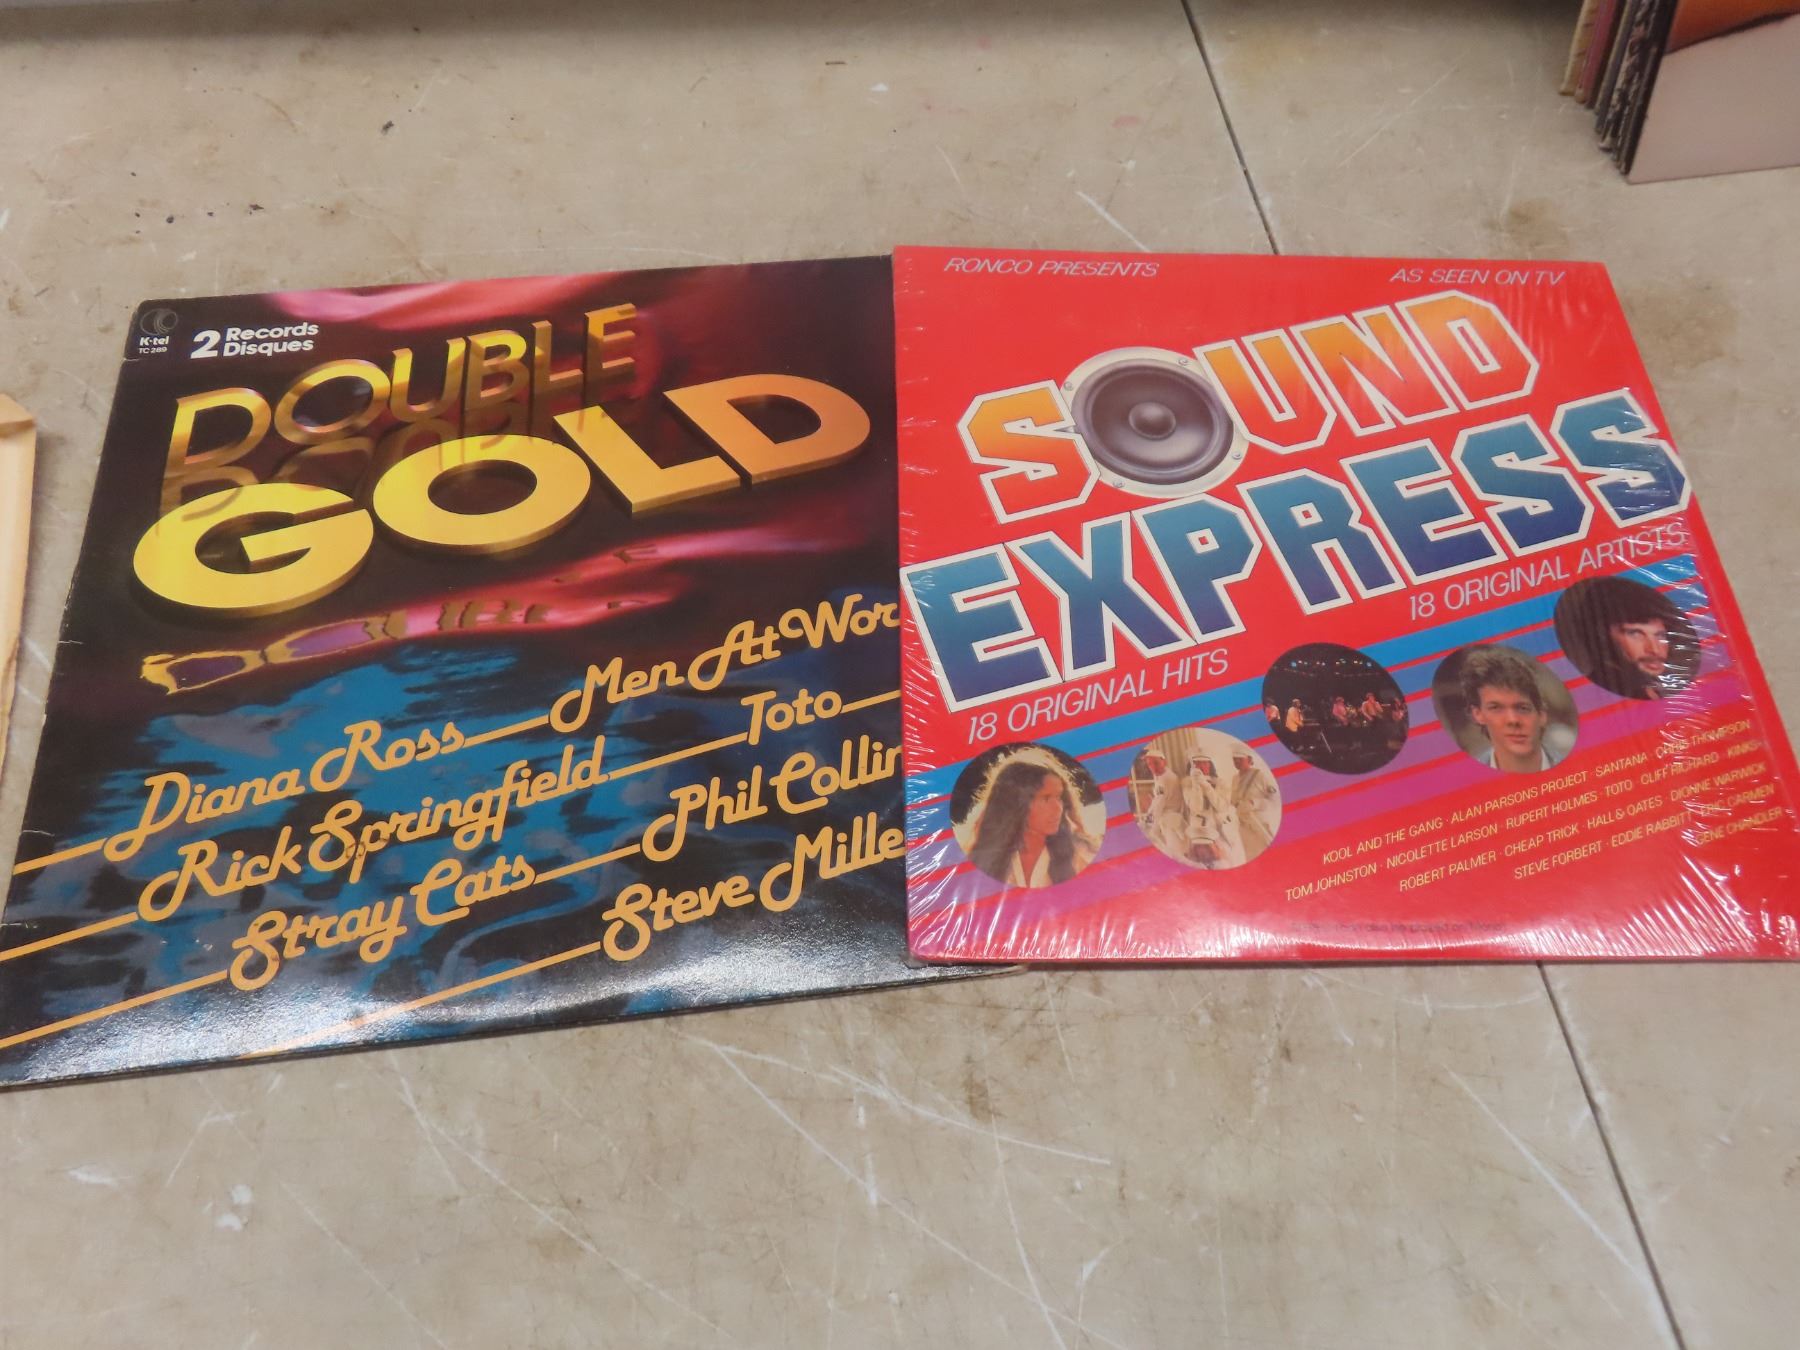 K-tel
TC 289
2 Records
Disques
DOUBLE
GOLD
Diana Ross Men At Wor
Rick Springfield Toto
Stray Cats Phil Collin
Steve Mille
RONCO PRESENTS
AS SEEN ON TV
SOUND
EXPRESS
18 ORIGINAL HITS
18 ORIGINAL ARTISTS
KOOL AND THE GANG · ALAN PARSONS PROJECT · SANTANA · CHRIS THOMPSON
TOM JOHNSTON · NICOLETTE LARSON · RUPERT HOLMES · TOTO · CLIFF RICHARD · KINKS ·
ROBERT PALMER · CHEAP TRICK · HALL & OATES · DIONNE WARWICK
STEVE FORBERT · EDDIE RABBITT · ERIC CARMEN
GENE CHANDLER